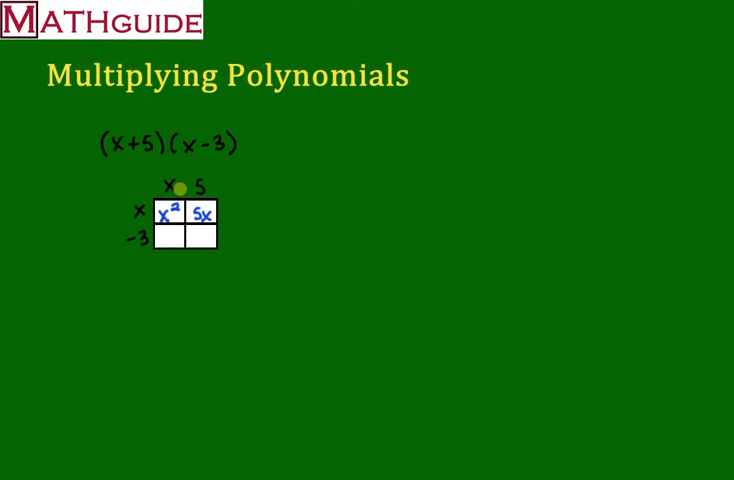 MATHGUIDE
Multiplying Polynomials
(x+5)(x-3)
x 5
x x² 5x
-3